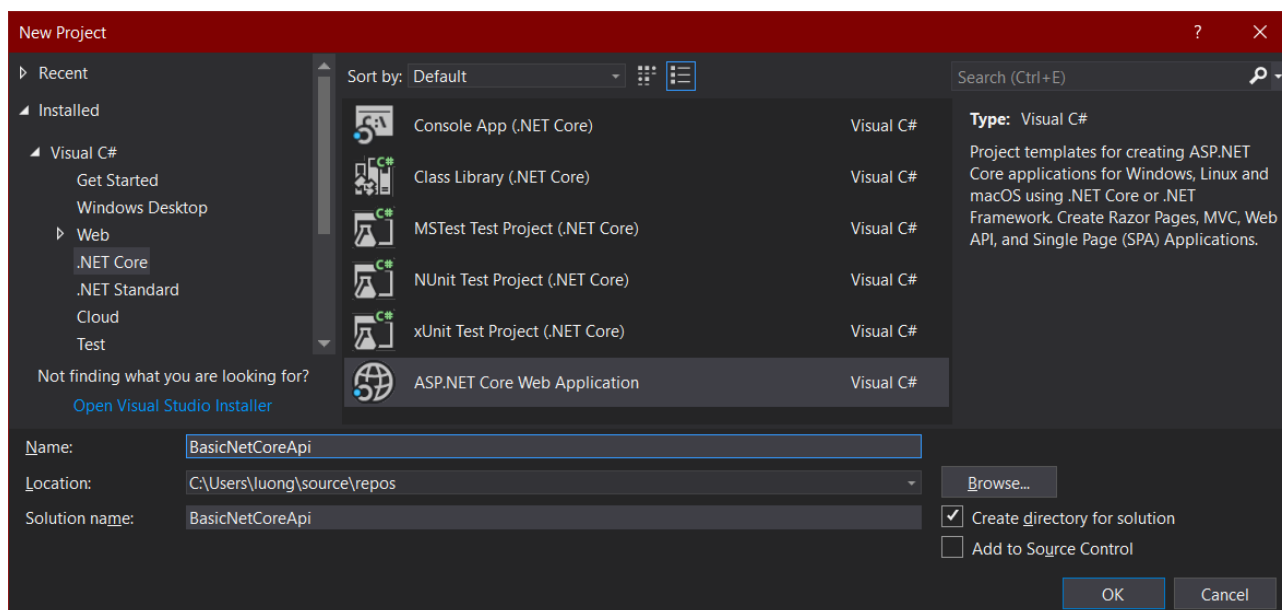 New Project
?
Recent
Installed
Visual C#
Get Started
Windows Desktop
Web
.NET Core
.NET Standard
Cloud
Test
Not finding what you are looking for?
Open Visual Studio Installer
Sort by: Default
Console App (.NET Core) Visual C#
Class Library (.NET Core) Visual C#
MSTest Test Project (.NET Core) Visual C#
NUnit Test Project (.NET Core) Visual C#
xUnit Test Project (.NET Core) Visual C#
ASP.NET Core Web Application Visual C#
Search (Ctrl+E)
Type: Visual C#
Project templates for creating ASP.NET
Core applications for Windows, Linux and
macOS using .NET Core or .NET
Framework. Create Razor Pages, MVC, Web
API, and Single Page (SPA) Applications.
Name: BasicNetCoreApi
Location: C:\Users\luong\source\repos
Browse...
Solution name: BasicNetCoreApi
Create directory for solution
Add to Source Control
OK Cancel